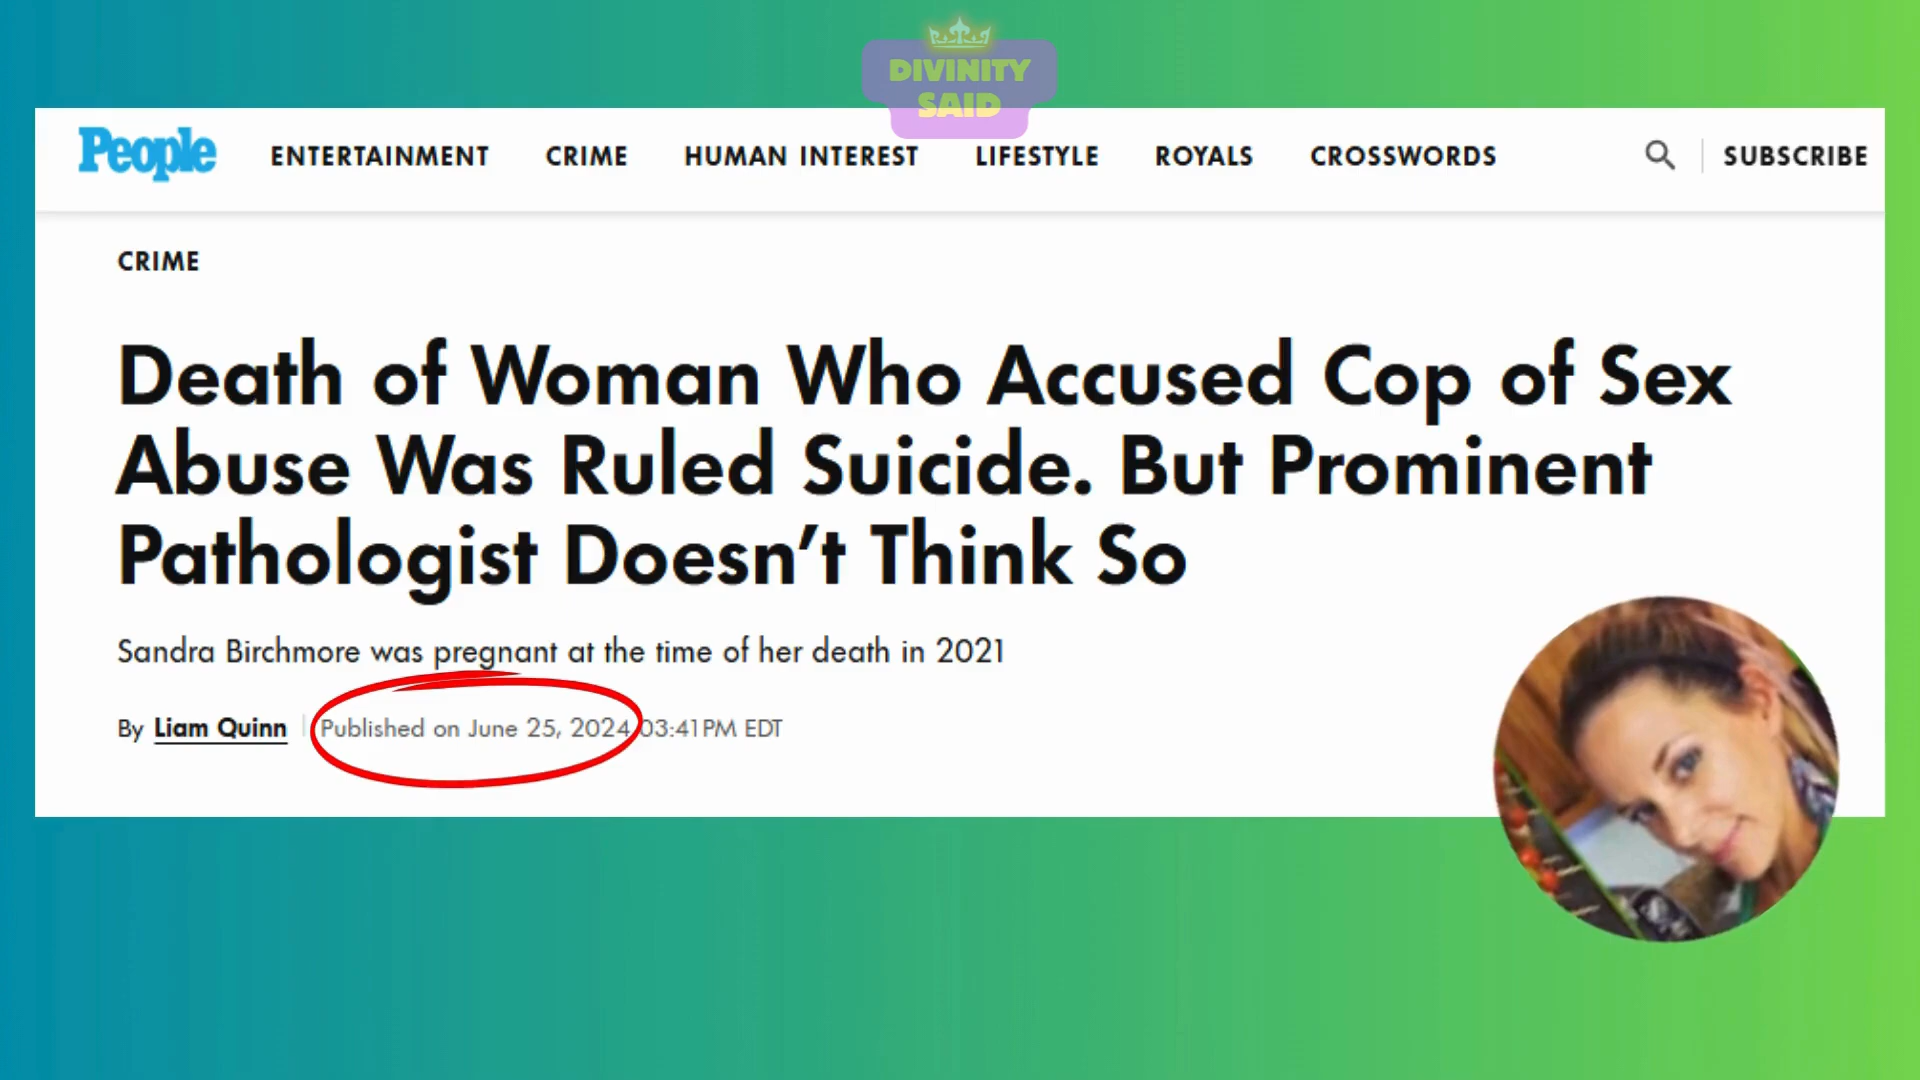 DIVINITY
SAID
People ENTERTAINMENT CRIME HUMAN INTEREST LIFESTYLE ROYALS CROSSWORDS SUBSCRIBE
CRIME
Death of Woman Who Accused Cop of Sex
Abuse Was Ruled Suicide. But Prominent
Pathologist Doesn’t Think So
Sandra Birchmore was pregnant at the time of her death in 2021
By Liam Quinn Published on June 25, 2024 03:41PM EDT